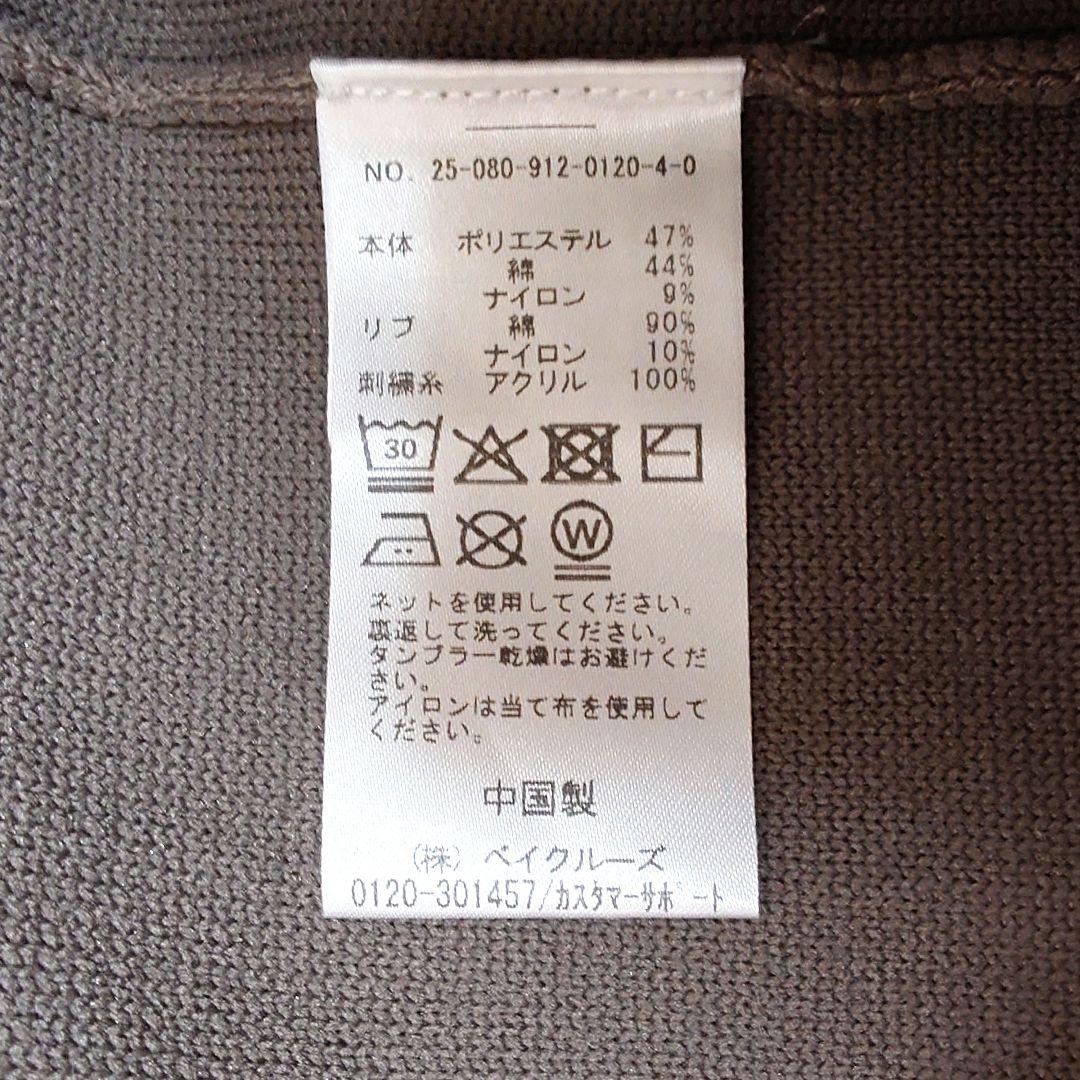 NO. 25-080-912-0120-4-0
本体 ポリエステル 47%
綿 44%
ナイロン 9%
リブ 綿 90%
ナイロン 10%
刺繍糸 アクリル 100%
30
W
ネットを使用してください。
裏返して洗ってください。
タンブラー乾燥はお避けくだ
さい。
アイロンは当て布を使用して
ください。
中国製
(株) ベイクルーズ
0120-301457/カスタマーサポート